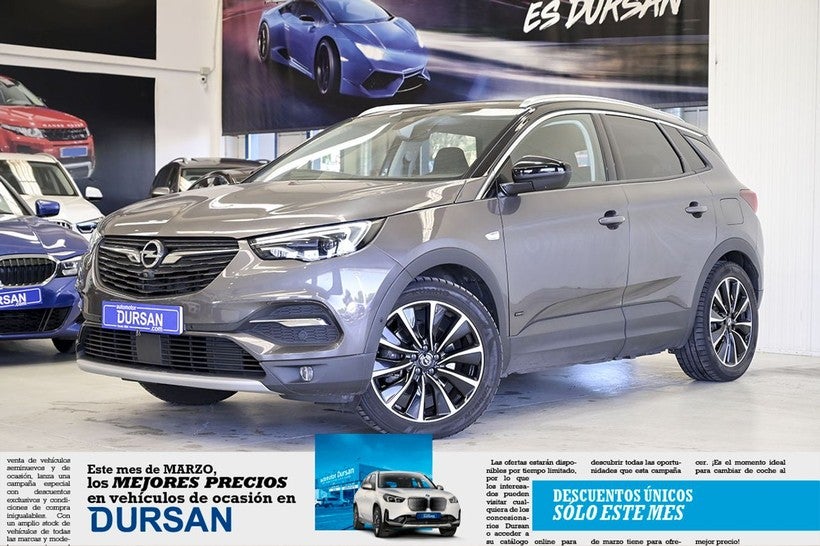 ES DURSAN
automotor
DURSAN
.com
DURSAN
venta de vehículos
seminuevos y de
ocasión, lanza una
campaña especial
con descuentos
exclusivos y condi-
ciones de compra
inigualables. Con
un amplio stock de
vehículos de todas
las marcas y mode-
Este mes de MARZO,
los MEJORES PRECIOS
en vehículos de ocasión en
DURSAN
Dursan
Las ofertas estarán dispo-
nibles por tiempo limitado,
por lo que
los interesa-
dos pueden
visitar cual-
quiera de los
concesiona-
rios Dursan
o acceder a
su catálogo online para
descubrir todas las oportu-
nidades que esta campaña
de marzo tiene para ofre-
cer. ¡Es el momento ideal
para cambiar de coche al
mejor precio!
DESCUENTOS ÚNICOS
SÓLO ESTE MES